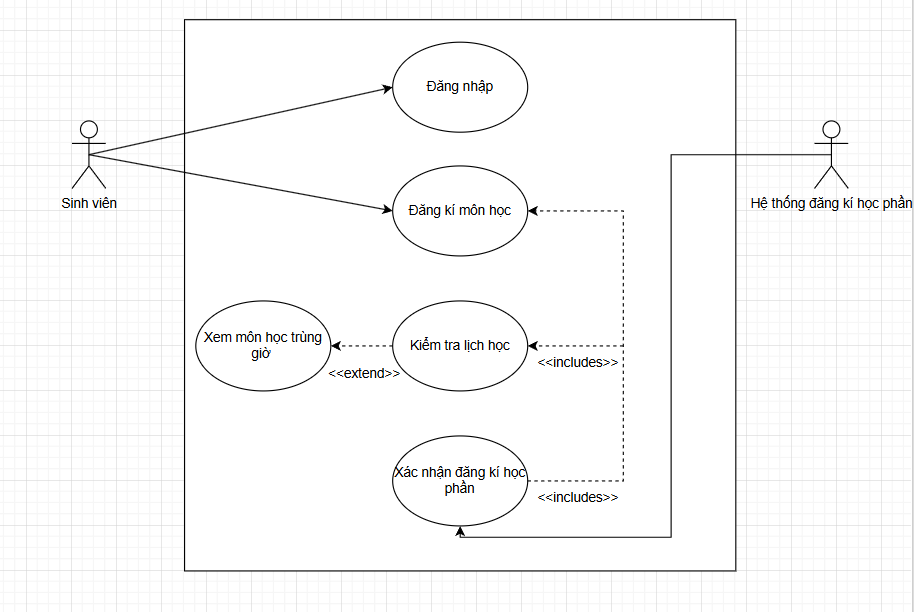 Đăng nhập
Sinh viên
Hệ thống đăng kí học phần
Đăng kí môn học
Xem môn học trùng
giờ
Kiểm tra lịch học
<<includes>>
<<extend>>
Xác nhận đăng kí học
phần
<<includes>>